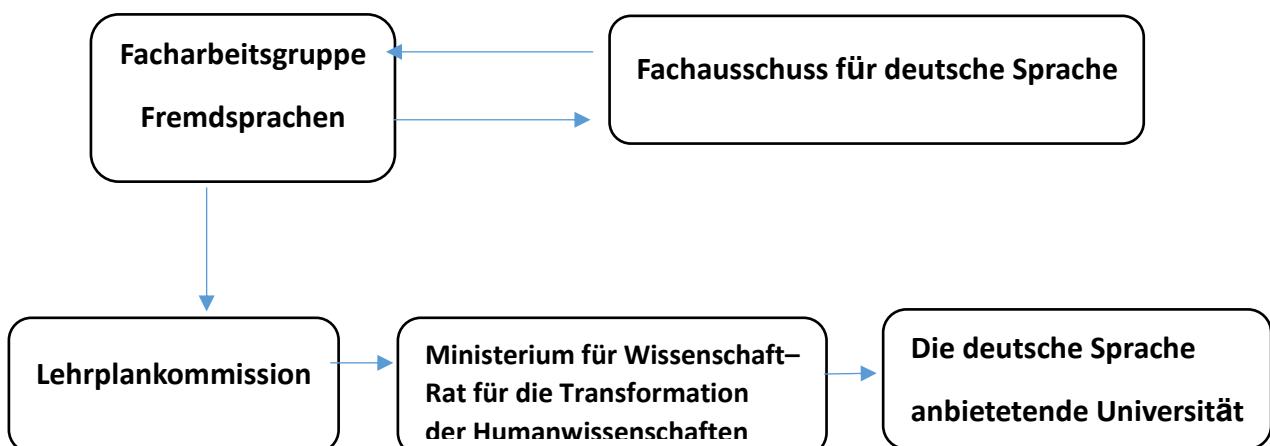 Facharbeitsgruppe
Fremdsprachen
Fachausschuss für deutsche Sprache
Lehrplankommission
Ministerium für Wissenschaft–
Rat für die Transformation
der Humanwissenschaften
Die deutsche Sprache
anbietetende Universität